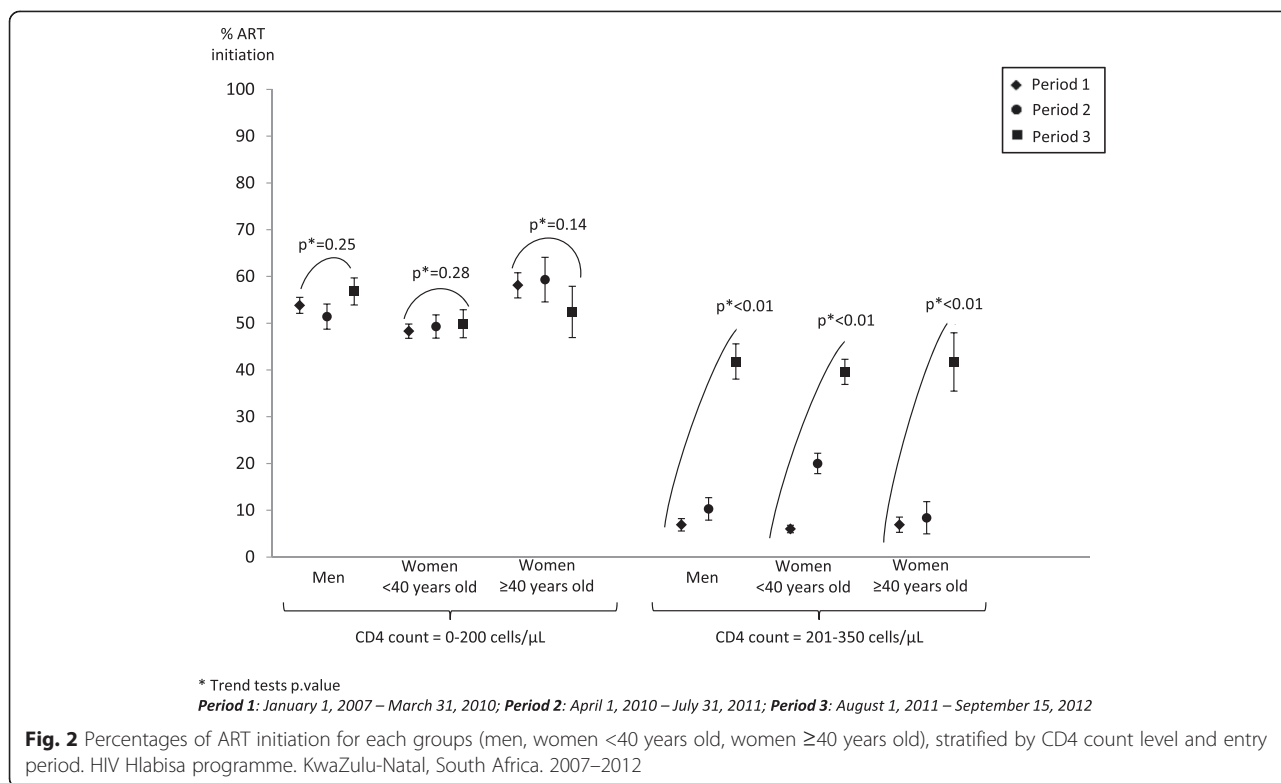 % ART
initiation
100
90
80
70
60
50
40
30
20
10
0
Period 1
Period 2
Period 3
p*=0.25
p*=0.28
p*=0.14
p*<0.01
p*<0.01
p*<0.01
Men
Women
<40 years old
Women
≥40 years old
Men
Women
<40 years old
Women
≥40 years old
CD4 count = 0-200 cells/µL
CD4 count = 201-350 cells/µL
* Trend tests p.value
Period 1: January 1, 2007 – March 31, 2010; Period 2: April 1, 2010 – July 31, 2011; Period 3: August 1, 2011 – September 15, 2012
Fig. 2 Percentages of ART initiation for each groups (men, women <40 years old, women ≥40 years old), stratified by CD4 count level and entry
period. HIV Hlabisa programme. KwaZulu-Natal, South Africa. 2007–2012